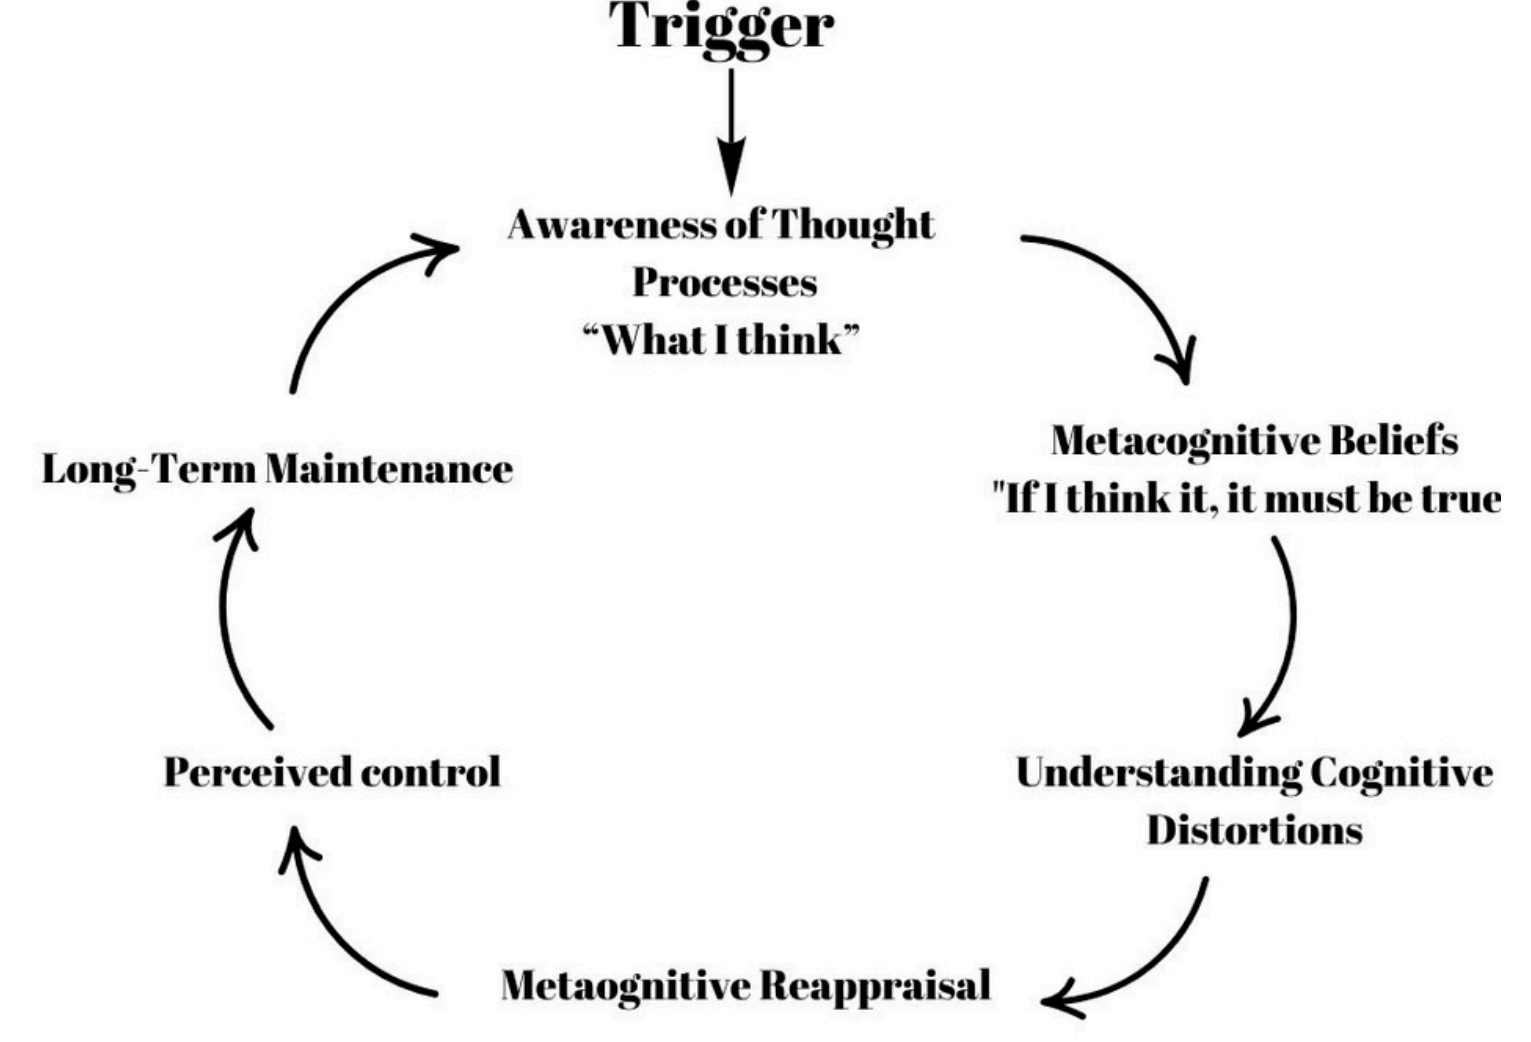 Trigger
Awareness of Thought
Processes
“What I think”
Metacognitive Beliefs
"If I think it, it must be true
Understanding Cognitive
Distortions
Metaognitive Reappraisal
Perceived control
Long-Term Maintenance